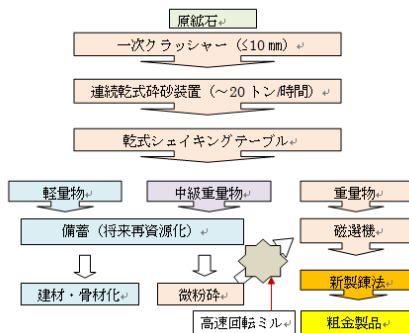 原鉱石
一次クラッシャー（≤10 mm）
連続乾式砕砂装置（～20 トン/時間）
乾式シェイキングテーブル
軽量物
中級重量物
重量物
備蓄（将来再資源化）
磁選機
建材・骨材化
微粉砕
新製錬法
高速回転ミル
粗金製品